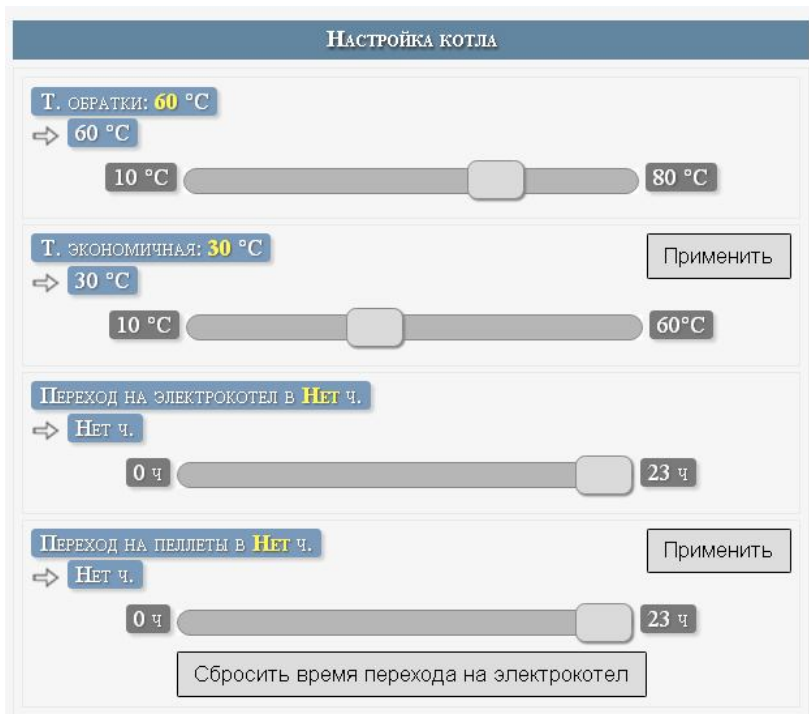 Настройка котла
Т. обратки: 60 °C
⇨ 60 °C
10 °C 80 °C
Т. экономичная: 30 °C
Применить
⇨ 30 °C
10 °C 60°C
Переход на электрокотел в Нет ч.
⇨ Нет ч.
0 ч 23 ч
Переход на пеллеты в Нет ч.
Применить
⇨ Нет ч.
0 ч 23 ч
Сбросить время перехода на электрокотел